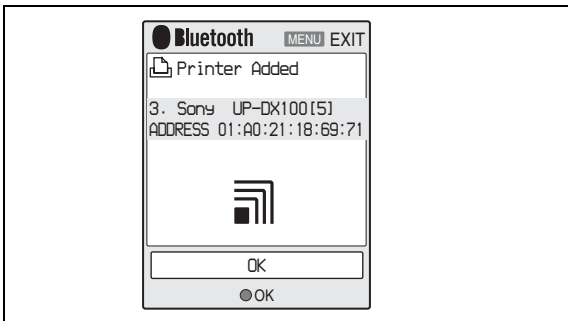 Bluetooth MENU EXIT
Printer Added
3. Sony UP-DX100[5]
ADDRESS 01:A0:21:18:69:71
OK
OK